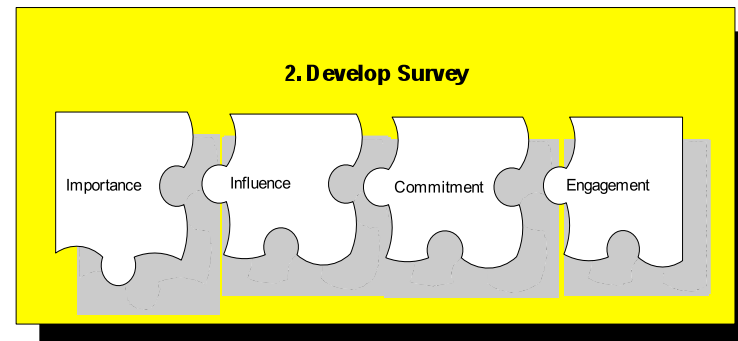 2. Develop Survey
Importance
Influence
Commitment
Engagement